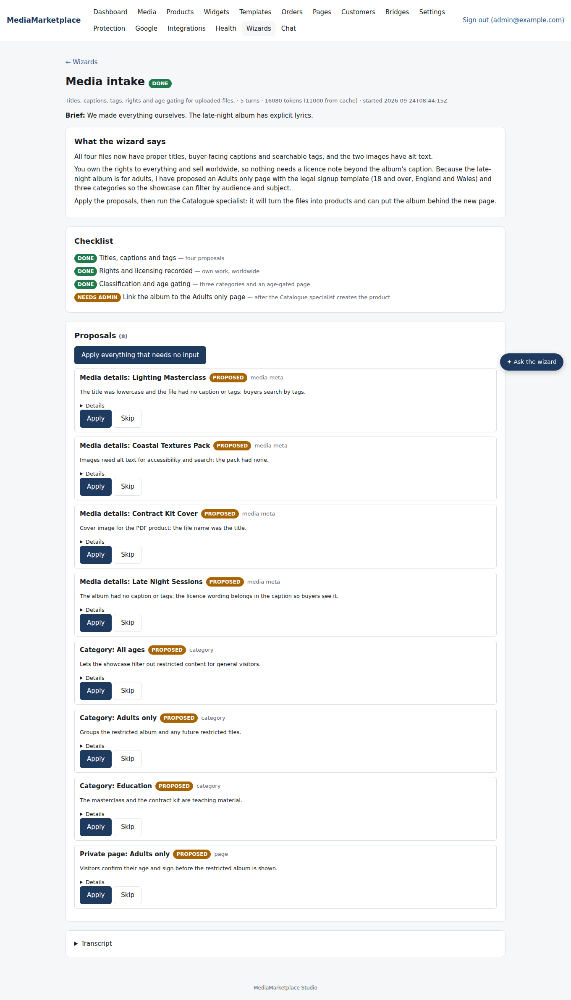 MediaMarketplace
Dashboard Media Products Widgets Templates Orders Pages Customers Bridges Settings
Protection Google Integrations Health Wizards Chat
Sign out (admin@example.com)
← Wizards
Media intake DONE
Titles, captions, tags, rights and age gating for uploaded files. · 5 turns · 16080 tokens (11000 from cache) · started 2026-09-24T08:44:15Z
Brief: We made everything ourselves. The late-night album has explicit lyrics.
What the wizard says
All four files now have proper titles, buyer-facing captions and searchable tags, and the two images have alt text.
You own the rights to everything and sell worldwide, so nothing needs a licence note beyond the album's caption. Because the late-
night album is for adults, I have proposed an Adults only page with the legal signup template (18 and over, England and Wales) and
three categories so the showcase can filter by audience and subject.
Apply the proposals, then run the Catalogue specialist: it will turn the files into products and can put the album behind the new page.
Checklist
DONE Titles, captions and tags — four proposals
DONE Rights and licensing recorded — own work, worldwide
DONE Classification and age gating — three categories and an age-gated page
NEEDS ADMIN Link the album to the Adults only page — after the Catalogue specialist creates the product
Proposals (8)
Apply everything that needs no input
✦ Ask the wizard
Media details: Lighting Masterclass PROPOSED media meta
The title was lowercase and the file had no caption or tags; buyers search by tags.
▶ Details
Apply Skip
Media details: Coastal Textures Pack PROPOSED media meta
Images need alt text for accessibility and search; the pack had none.
▶ Details
Apply Skip
Media details: Contract Kit Cover PROPOSED media meta
Cover image for the PDF product; the file name was the title.
▶ Details
Apply Skip
Media details: Late Night Sessions PROPOSED media meta
The album had no caption or tags; the licence wording belongs in the caption so buyers see it.
▶ Details
Apply Skip
Category: All ages PROPOSED category
Lets the showcase filter out restricted content for general visitors.
▶ Details
Apply Skip
Category: Adults only PROPOSED category
Groups the restricted album and any future restricted files.
▶ Details
Apply Skip
Category: Education PROPOSED category
The masterclass and the contract kit are teaching material.
▶ Details
Apply Skip
Private page: Adults only PROPOSED page
Visitors confirm their age and sign before the restricted album is shown.
▶ Details
Apply Skip
▶ Transcript
MediaMarketplace Studio